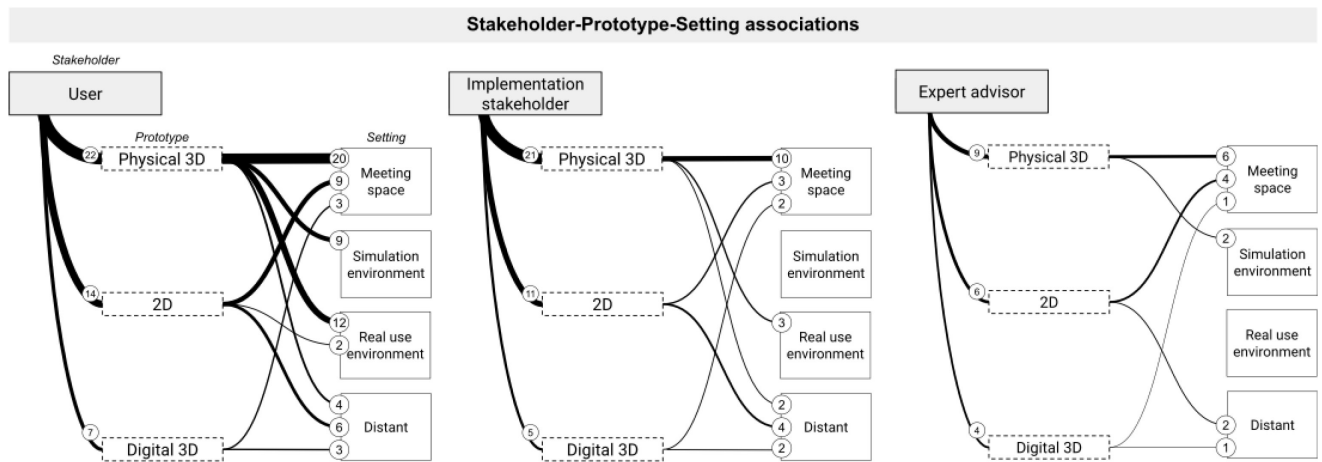 Stakeholder-Prototype-Setting associations
Stakeholder
User
Prototype
Setting
22
Physical 3D
20
9
3
Meeting
space
9
Simulation
environment
14
2D
12
2
Real use
environment
4
6
3
Distant
7
Digital 3D
Implementation
stakeholder
21
Physical 3D
10
3
2
Meeting
space
Simulation
environment
11
2D
3
Real use
environment
2
4
2
Distant
5
Digital 3D
Expert advisor
9
Physical 3D
6
4
1
Meeting
space
2
Simulation
environment
6
2D
Real use
environment
2
1
Distant
4
Digital 3D